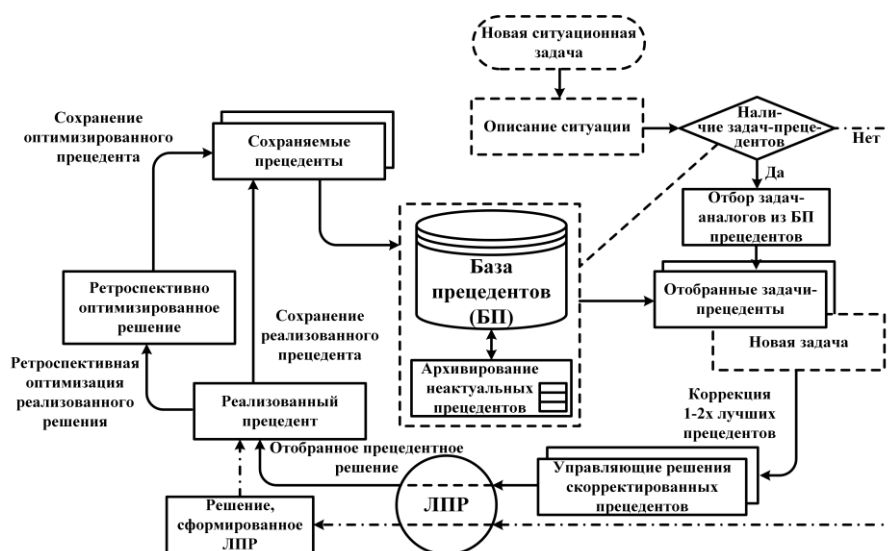 Новая ситуационная
задача
Описание ситуации
Нали-
чие задач-преце-
дентов
Нет
Да
Сохранение
оптимизированного
прецедента
Сохраняемые
прецеденты
Отбор задач-
аналогов из БП
прецедентов
База
прецедентов
(БП)
Ретроспективно
оптимизированное
решение
Отобранные задачи-
прецеденты
Сохранение
реализованного
прецедента
Новая задача
Ретроспективная
оптимизация
реализованного
решения
Архивирование
неактуальных
прецедентов
Реализованный
прецедент
Коррекция
1-2х лучших
прецедентов
Отобранное прецедентное
решение
Управляющие решения
скорректированных
прецедентов
ЛПР
Решение,
сформированное
ЛПР